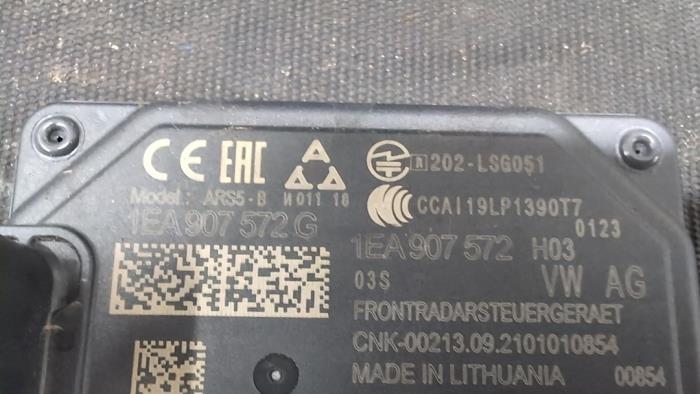 CE EAC R 202-LSG051
Model: ARS5-B И011 18 CCAI19LP1390T7
1EA 907 572 G 0123
1EA 907 572 H03
03S VW AG
FRONTRADARSTEUERGERAET
CNK-00213.09.2101010854
MADE IN LITHUANIA 00854